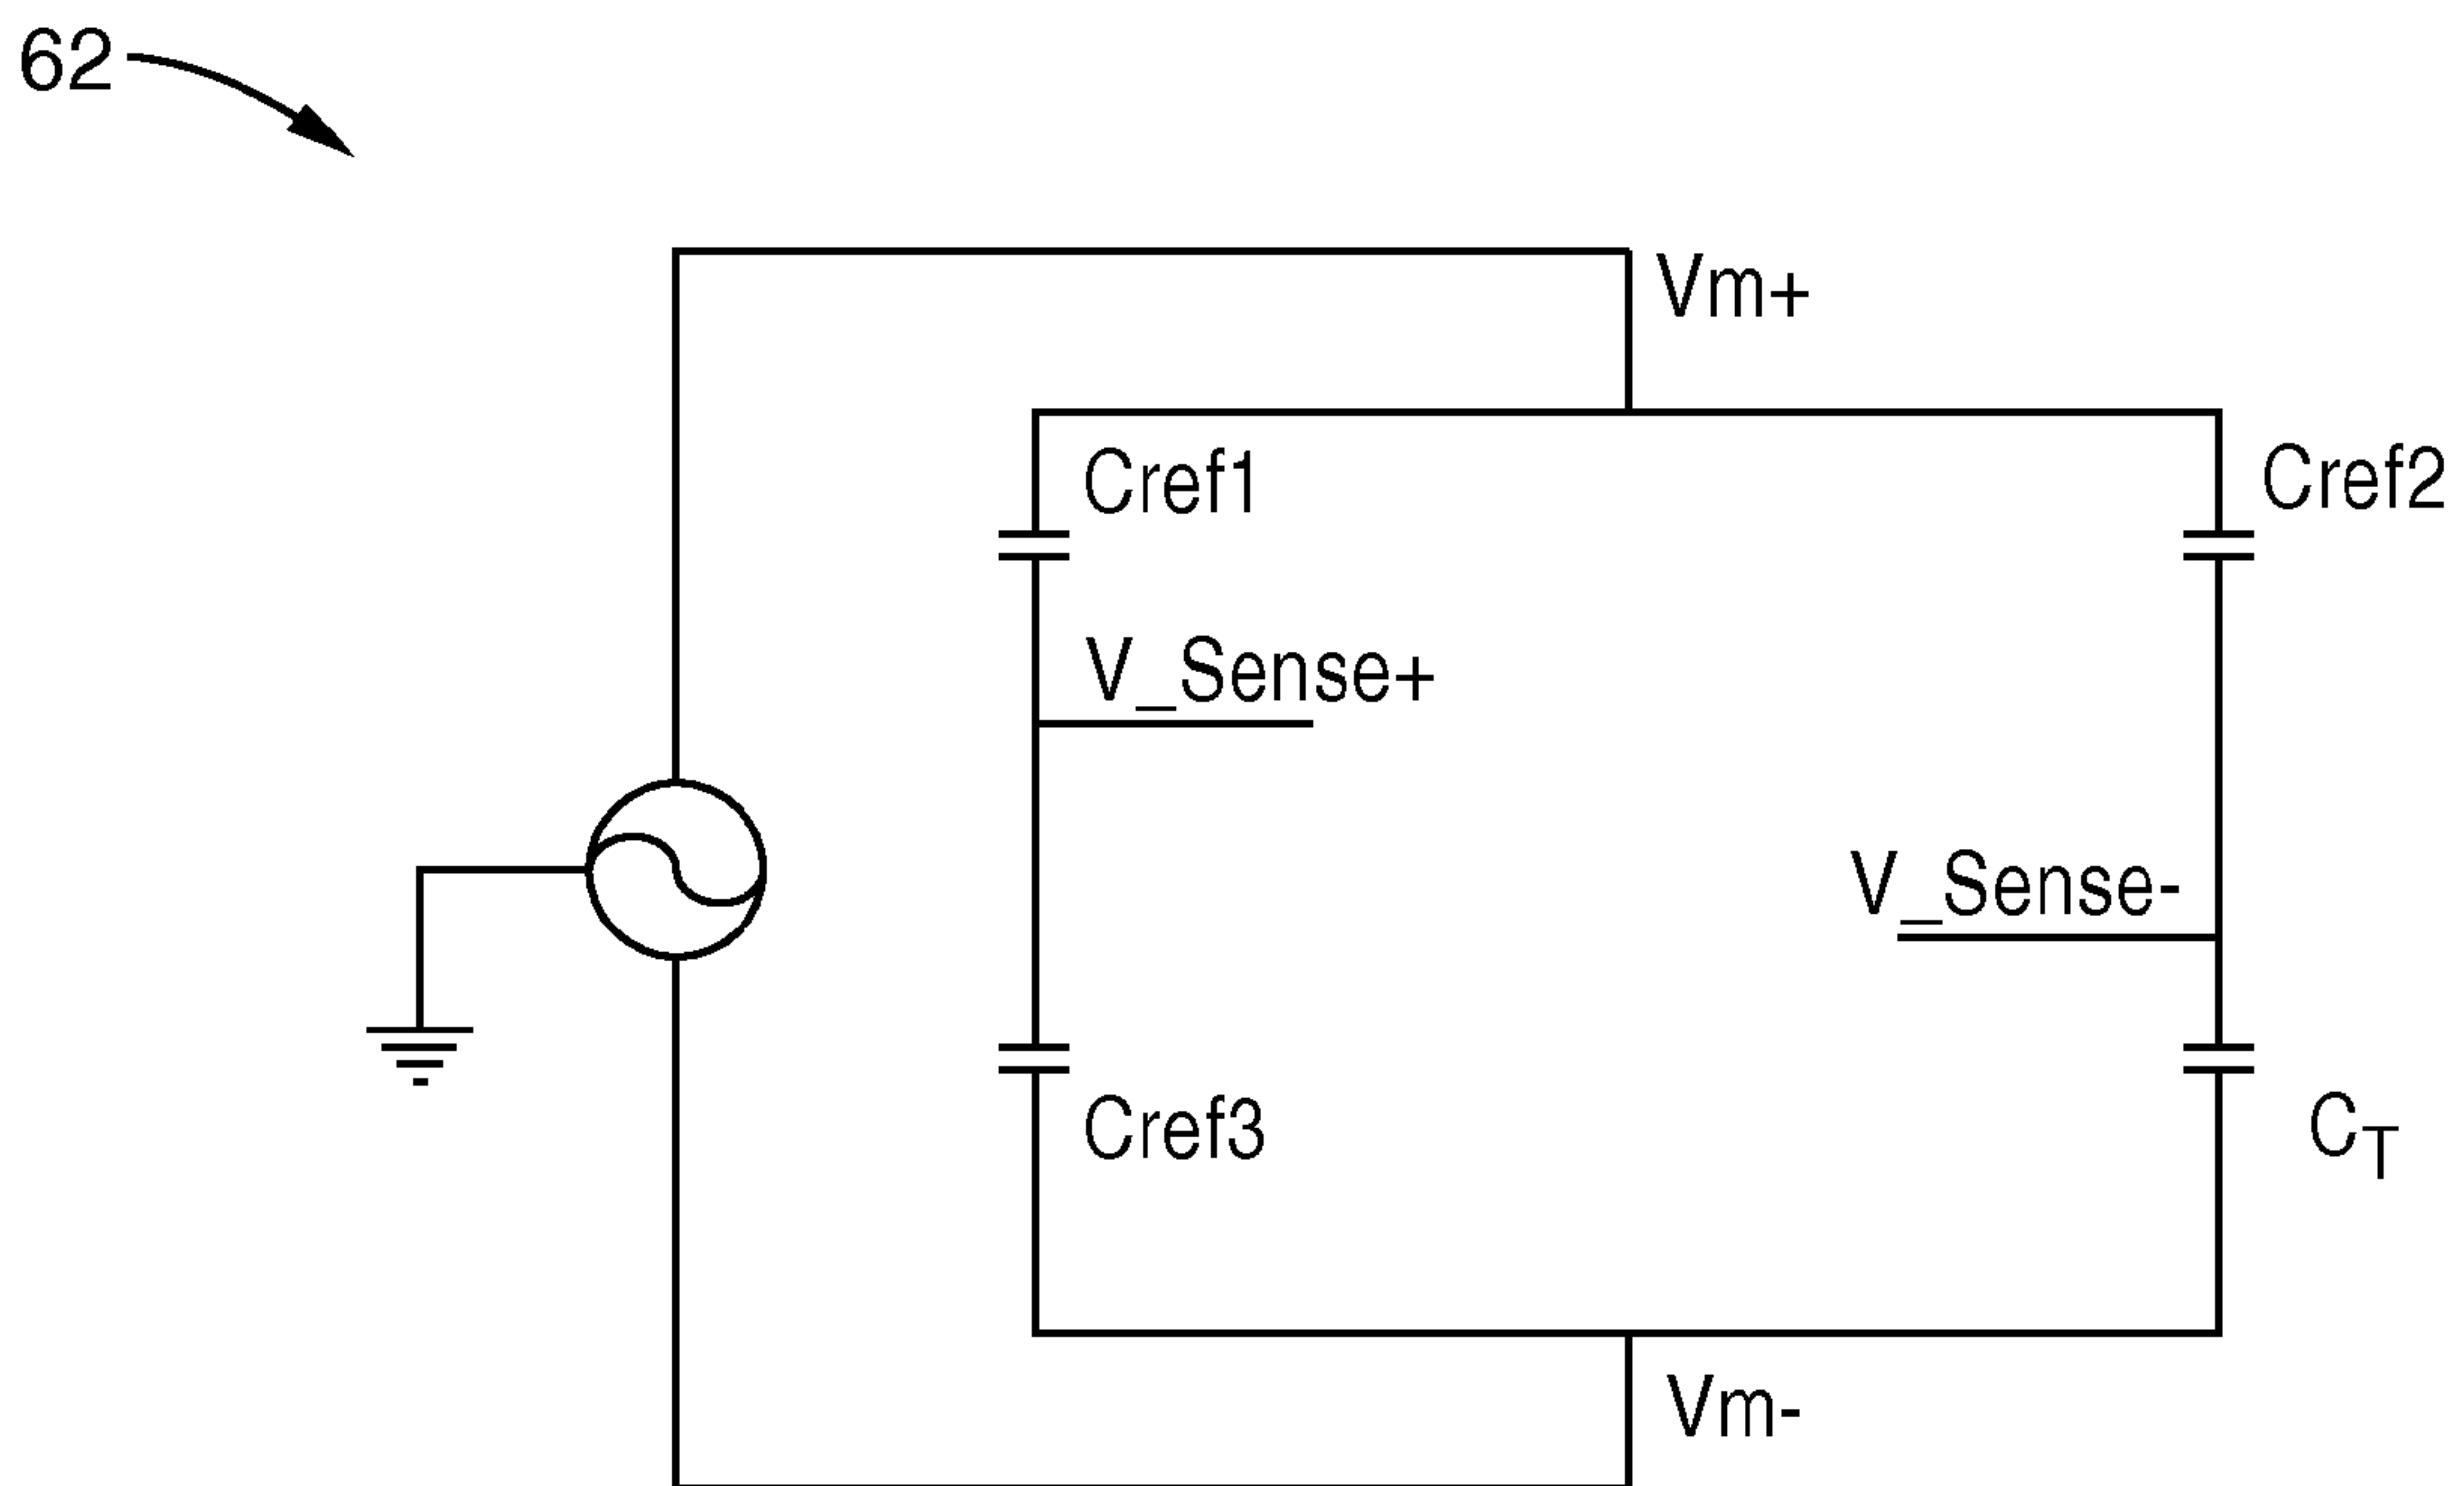 62
Vm+
Cref1
Cref2
V_Sense+
V_Sense-
Cref3
CT
Vm-